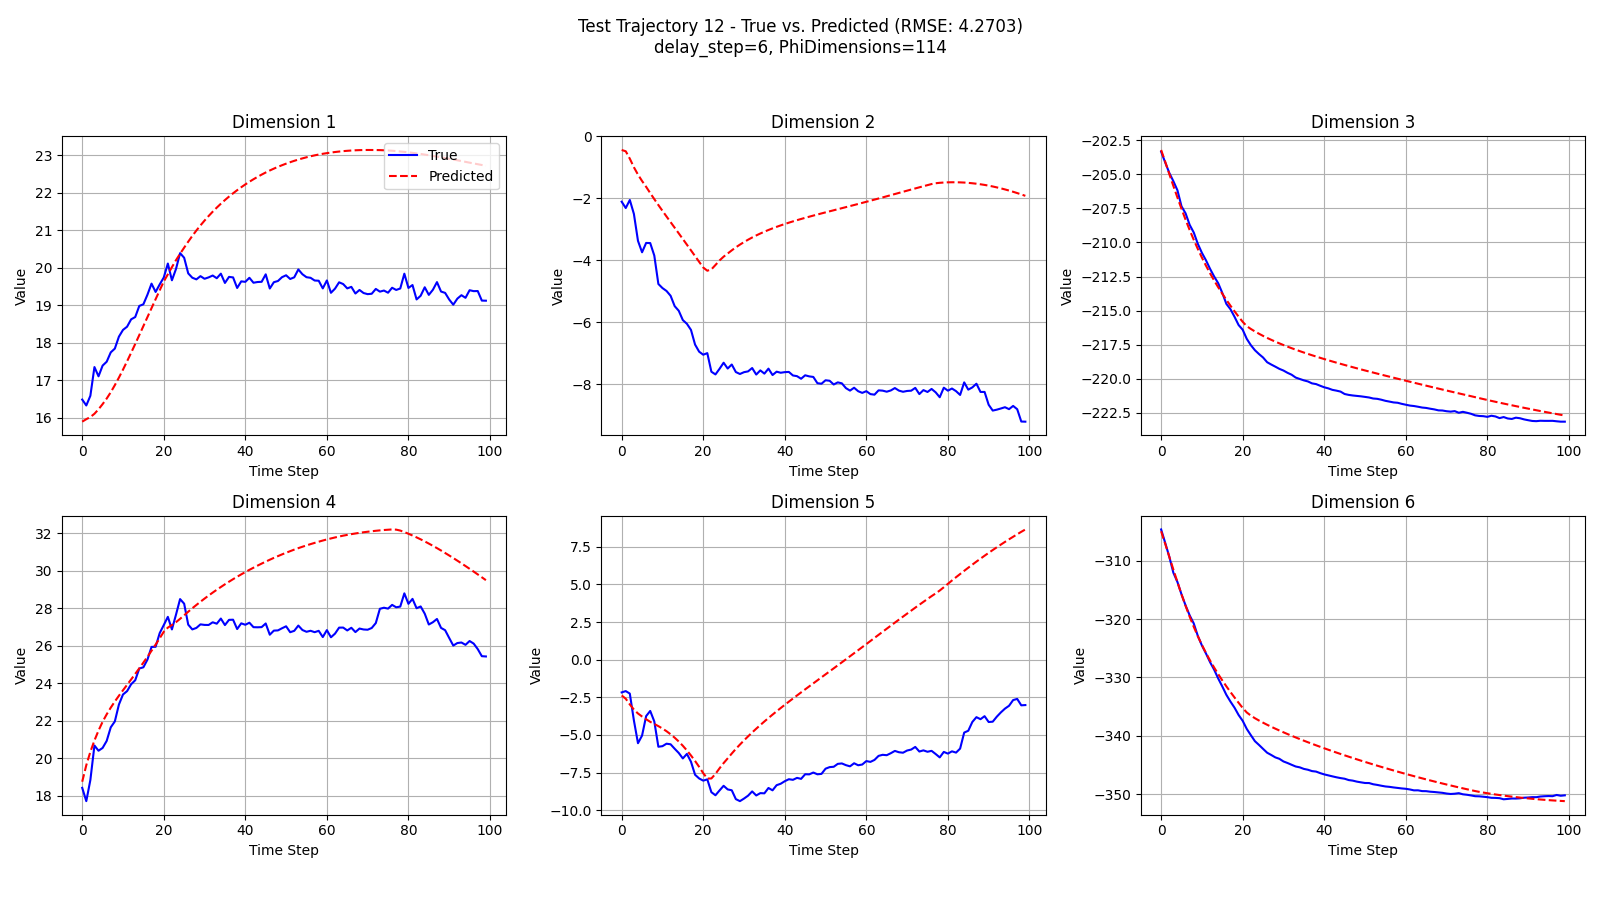 Test Trajectory 12 - True vs. Predicted (RMSE: 4.2703)
delay_step=6, PhiDimensions=114
Dimension 1
Value
23
22
21
20
19
18
17
16
0 20 40 60 80 100
Time Step
True
Predicted
Dimension 2
Value
0
−2
−4
−6
−8
0 20 40 60 80 100
Time Step
Dimension 3
Value
−202.5
−205.0
−207.5
−210.0
−212.5
−215.0
−217.5
−220.0
−222.5
0 20 40 60 80 100
Time Step
Dimension 4
Value
32
30
28
26
24
22
20
18
0 20 40 60 80 100
Time Step
Dimension 5
Value
7.5
5.0
2.5
0.0
−2.5
−5.0
−7.5
−10.0
0 20 40 60 80 100
Time Step
Dimension 6
Value
−310
−320
−330
−340
−350
0 20 40 60 80 100
Time Step